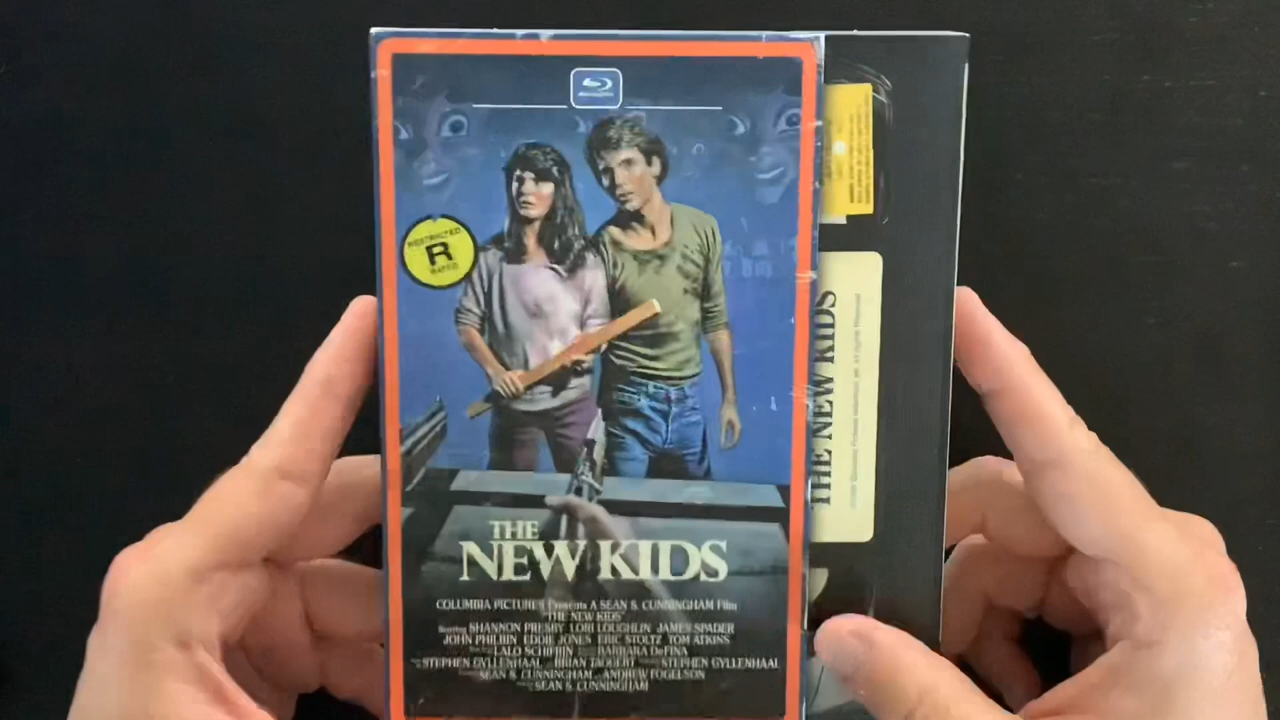 RESTRICTED
R
RATED
THE
NEW KIDS
COLUMBIA PICTURES Presents A SEAN S. CUNNINGHAM Film
"THE NEW KIDS"
Starring SHANNON PRESBY LORI LOUGHLIN JAMES SPADER
JOHN PHILBIN EDDIE JONES ERIC STOLTZ TOM ATKINS
LALO SCHIFRIN BARBARA DeFINA
STEPHEN GYLLENHAAL BRIAN TAGGERT STEPHEN GYLLENHAAL
SEAN S. CUNNINGHAM ANDREW FOGELSON
SEAN S. CUNNINGHAM
THE NEW KIDS